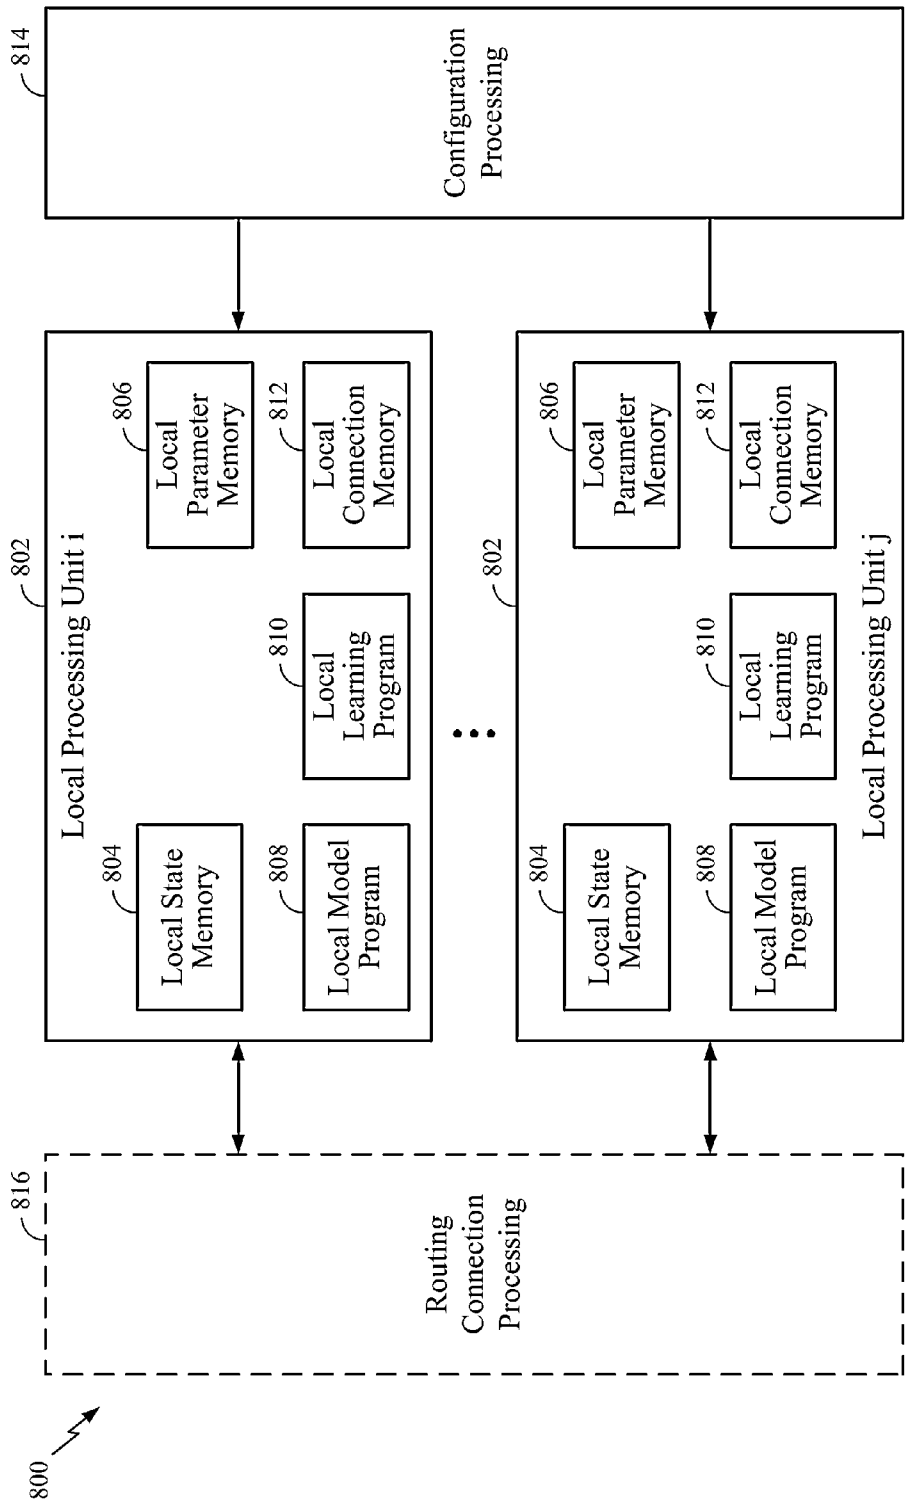 800
816
Routing
Connection
Processing
802
Local Processing Unit i
804
Local State
Memory
806
Local
Parameter
Memory
808
Local Model
Program
810
Local
Learning
Program
812
Local
Connection
Memory
802
804
Local State
Memory
806
Local
Parameter
Memory
808
Local Model
Program
810
Local
Learning
Program
812
Local
Connection
Memory
Local Processing Unit j
814
Configuration
Processing